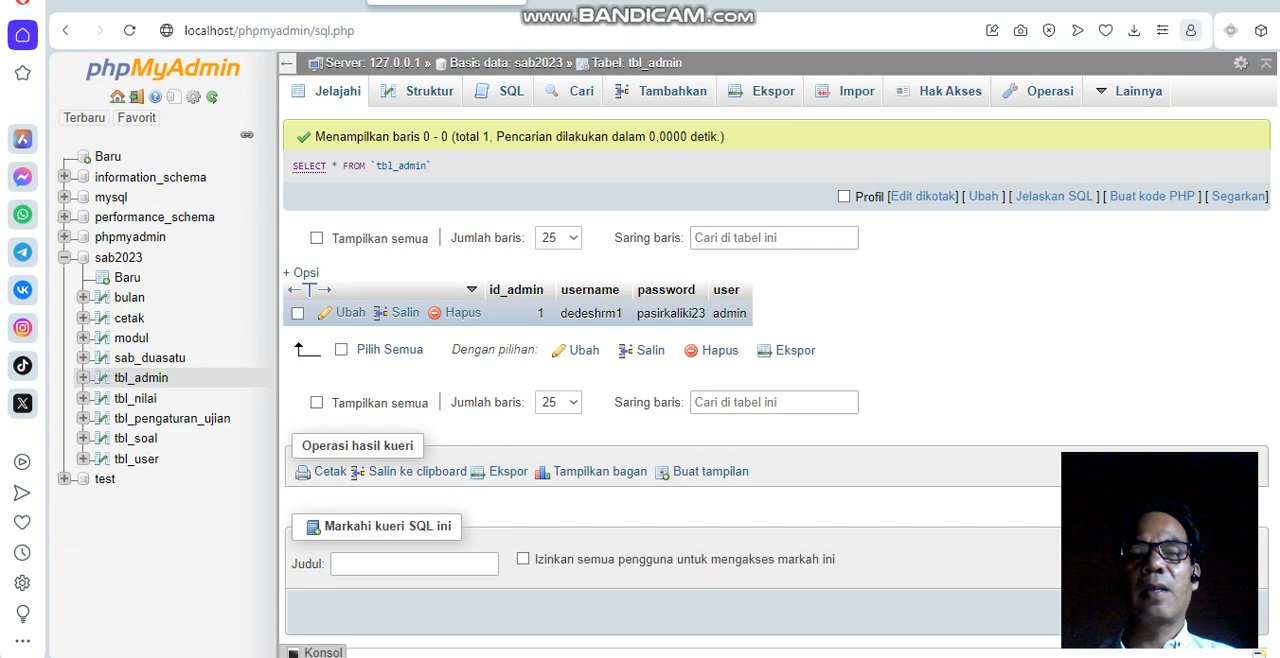 www.BANDICAM.com
localhost/phpmyadmin/sql.php
phpMyAdmin
Terbaru Favorit
Baru
information_schema
mysql
performance_schema
phpmyadmin
sab2023
Baru
bulan
cetak
modul
sab_duasatu
tbl_admin
tbl_nilai
tbl_pengaturan_ujian
tbl_soal
tbl_user
test
Server: 127.0.0.1 » Basis data: sab2023 » Tabel: tbl_admin
Jelajahi Struktur SQL Cari Tambahkan Ekspor Impor Hak Akses Operasi Lainnya
Menampilkan baris 0 - 0 (total 1, Pencarian dilakukan dalam 0,0000 detik.)
SELECT * FROM `tbl_admin`
Profil [Edit dikotak] [ Ubah ] [ Jelaskan SQL ] [ Buat kode PHP ] [ Segarkan]
Tampilkan semua Jumlah baris: 25 Saring baris: Cari di tabel ini
+ Opsi
←T→ id_admin username password user
Ubah Salin Hapus 1 dedeshrm1 pasirkaliki23 admin
Pilih Semua Dengan pilihan: Ubah Salin Hapus Ekspor
Tampilkan semua Jumlah baris: 25 Saring baris: Cari di tabel ini
Operasi hasil kueri
Cetak Salin ke clipboard Ekspor Tampilkan bagan Buat tampilan
Markahi kueri SQL ini
Judul: Izinkan semua pengguna untuk mengakses markah ini
Konsol